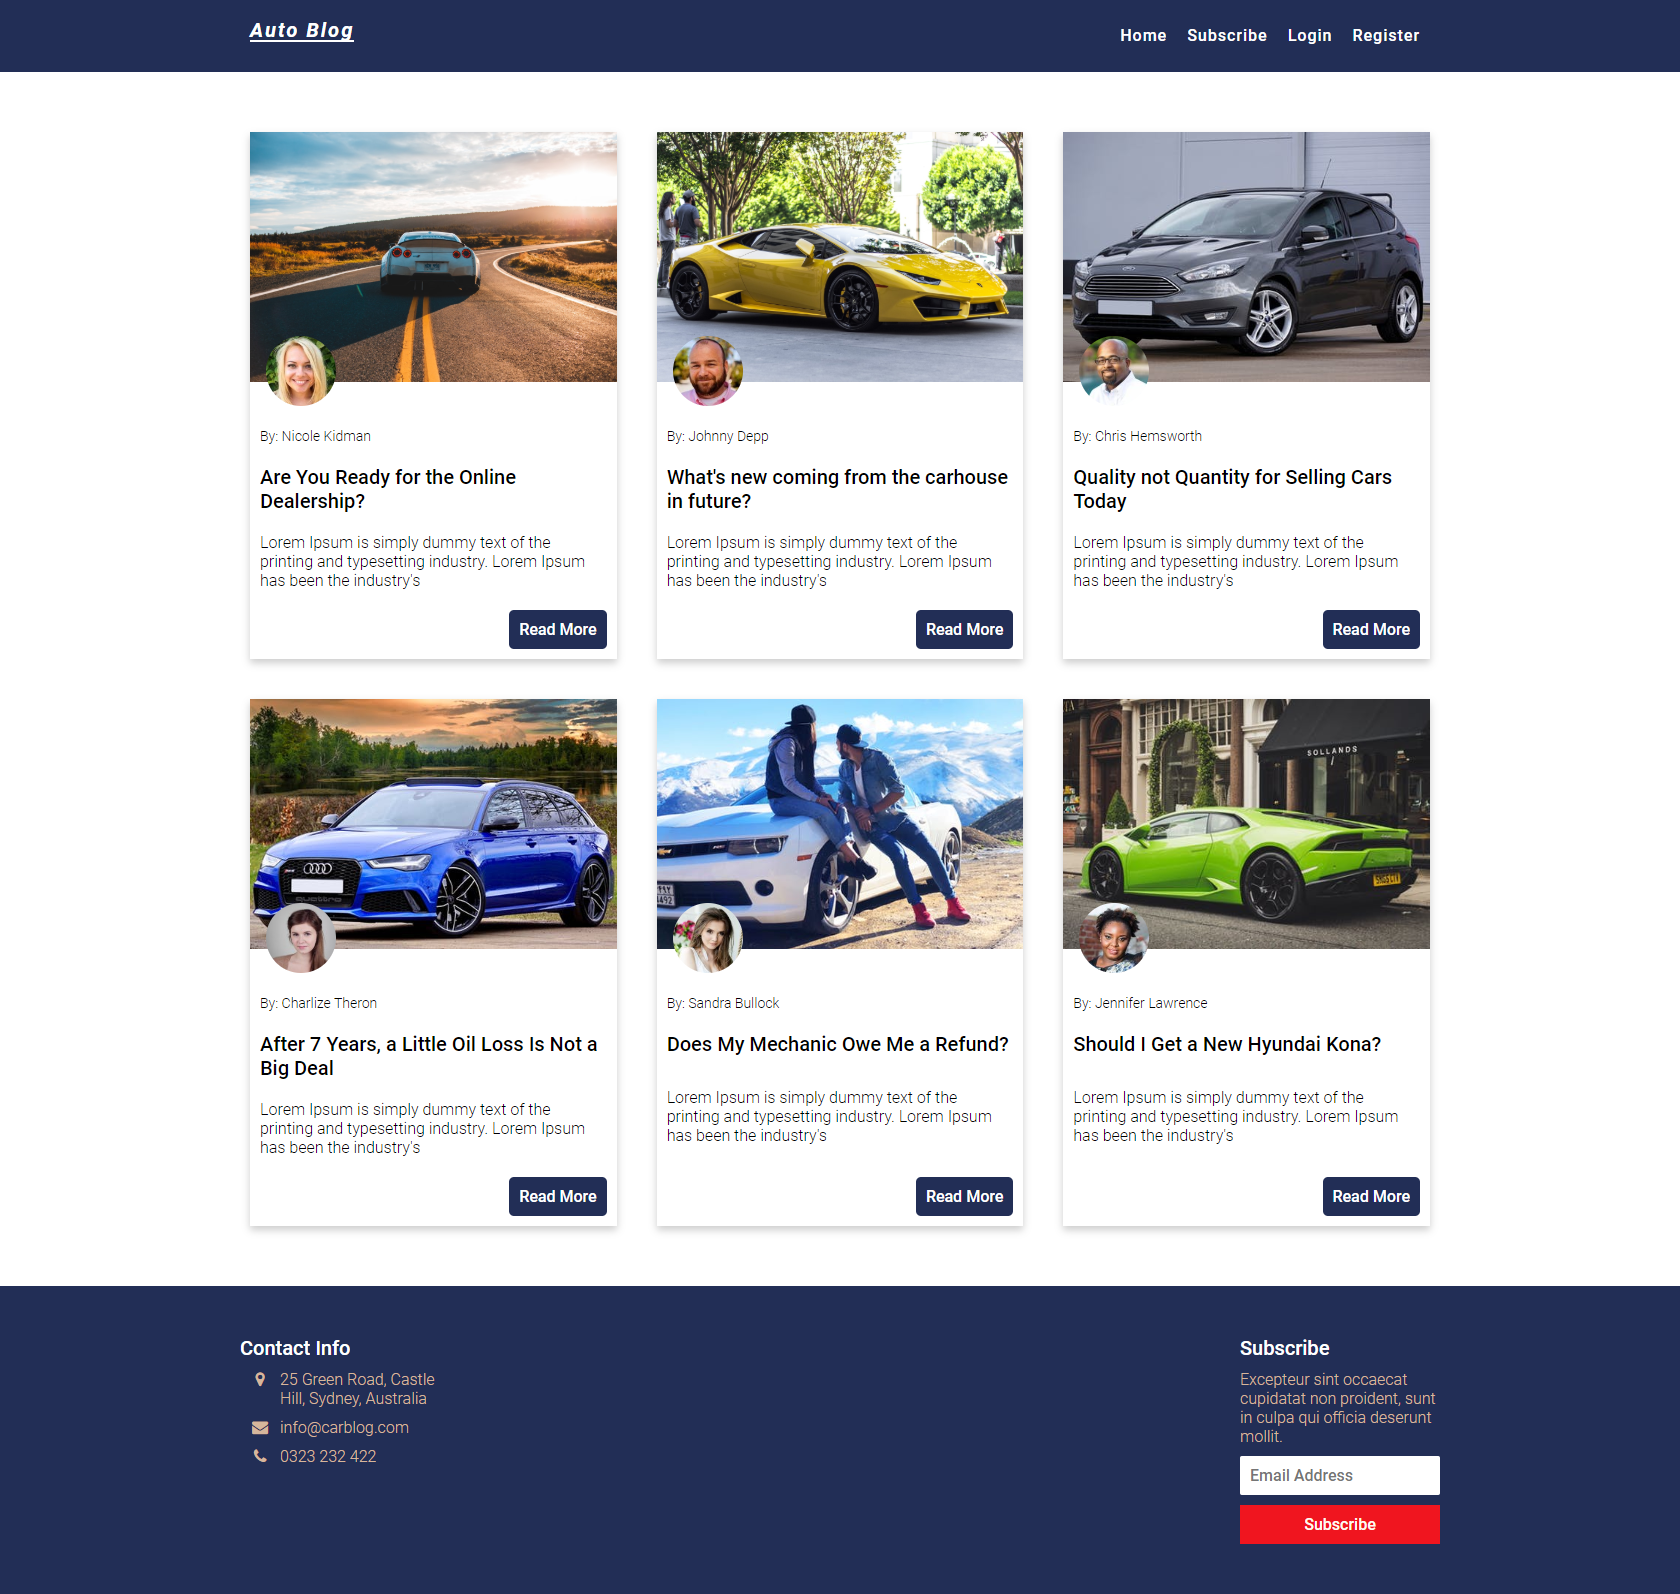 Auto Blog
Home Subscribe Login Register
By: Nicole Kidman
Are You Ready for the Online
Dealership?
Lorem Ipsum is simply dummy text of the
printing and typesetting industry. Lorem Ipsum
has been the industry's
Read More
By: Johnny Depp
What's new coming from the carhouse
in future?
Lorem Ipsum is simply dummy text of the
printing and typesetting industry. Lorem Ipsum
has been the industry's
Read More
By: Chris Hemsworth
Quality not Quantity for Selling Cars
Today
Lorem Ipsum is simply dummy text of the
printing and typesetting industry. Lorem Ipsum
has been the industry's
Read More
quattro
By: Charlize Theron
After 7 Years, a Little Oil Loss Is Not a
Big Deal
Lorem Ipsum is simply dummy text of the
printing and typesetting industry. Lorem Ipsum
has been the industry's
Read More
By: Sandra Bullock
Does My Mechanic Owe Me a Refund?
Lorem Ipsum is simply dummy text of the
printing and typesetting industry. Lorem Ipsum
has been the industry's
Read More
SOLLANDS
By: Jennifer Lawrence
Should I Get a New Hyundai Kona?
Lorem Ipsum is simply dummy text of the
printing and typesetting industry. Lorem Ipsum
has been the industry's
Read More
Contact Info
25 Green Road, Castle
Hill, Sydney, Australia
info@carblog.com
0323 232 422
Subscribe
Excepteur sint occaecat
cupidatat non proident, sunt
in culpa qui officia deserunt
mollit.
Email Address
Subscribe